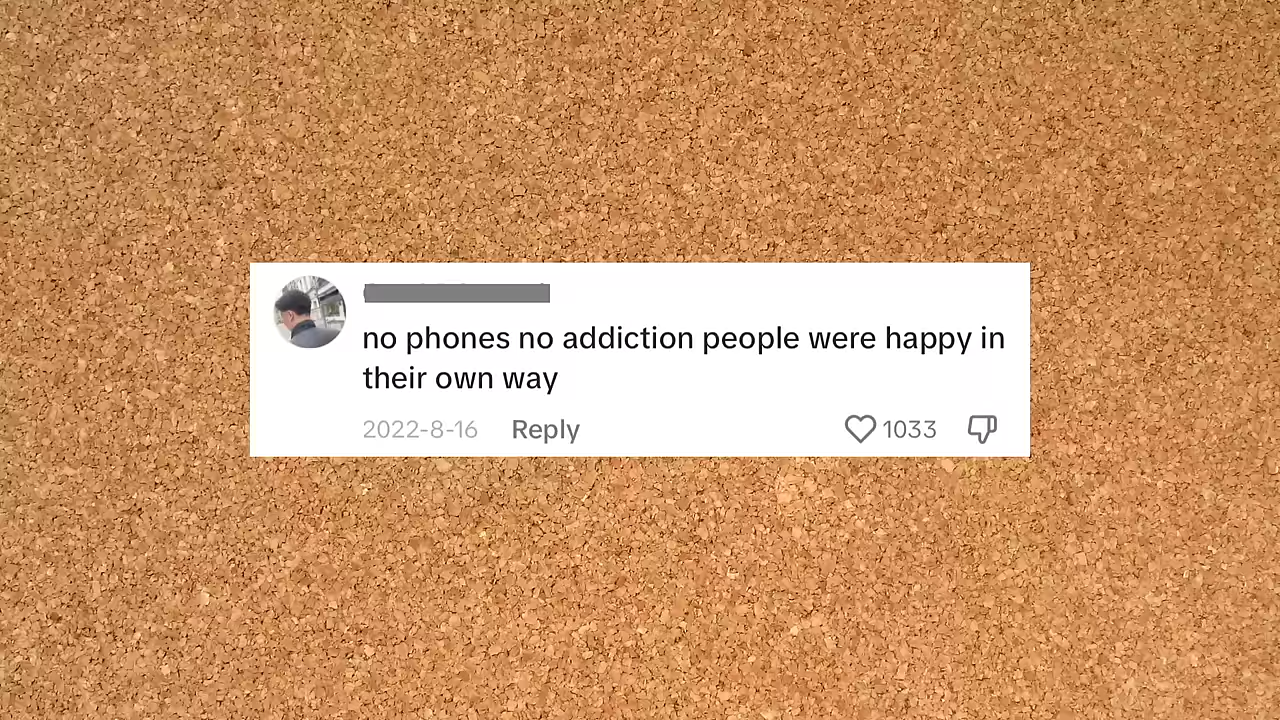 no phones no addiction people were happy in
their own way
2022-8-16 Reply 1033